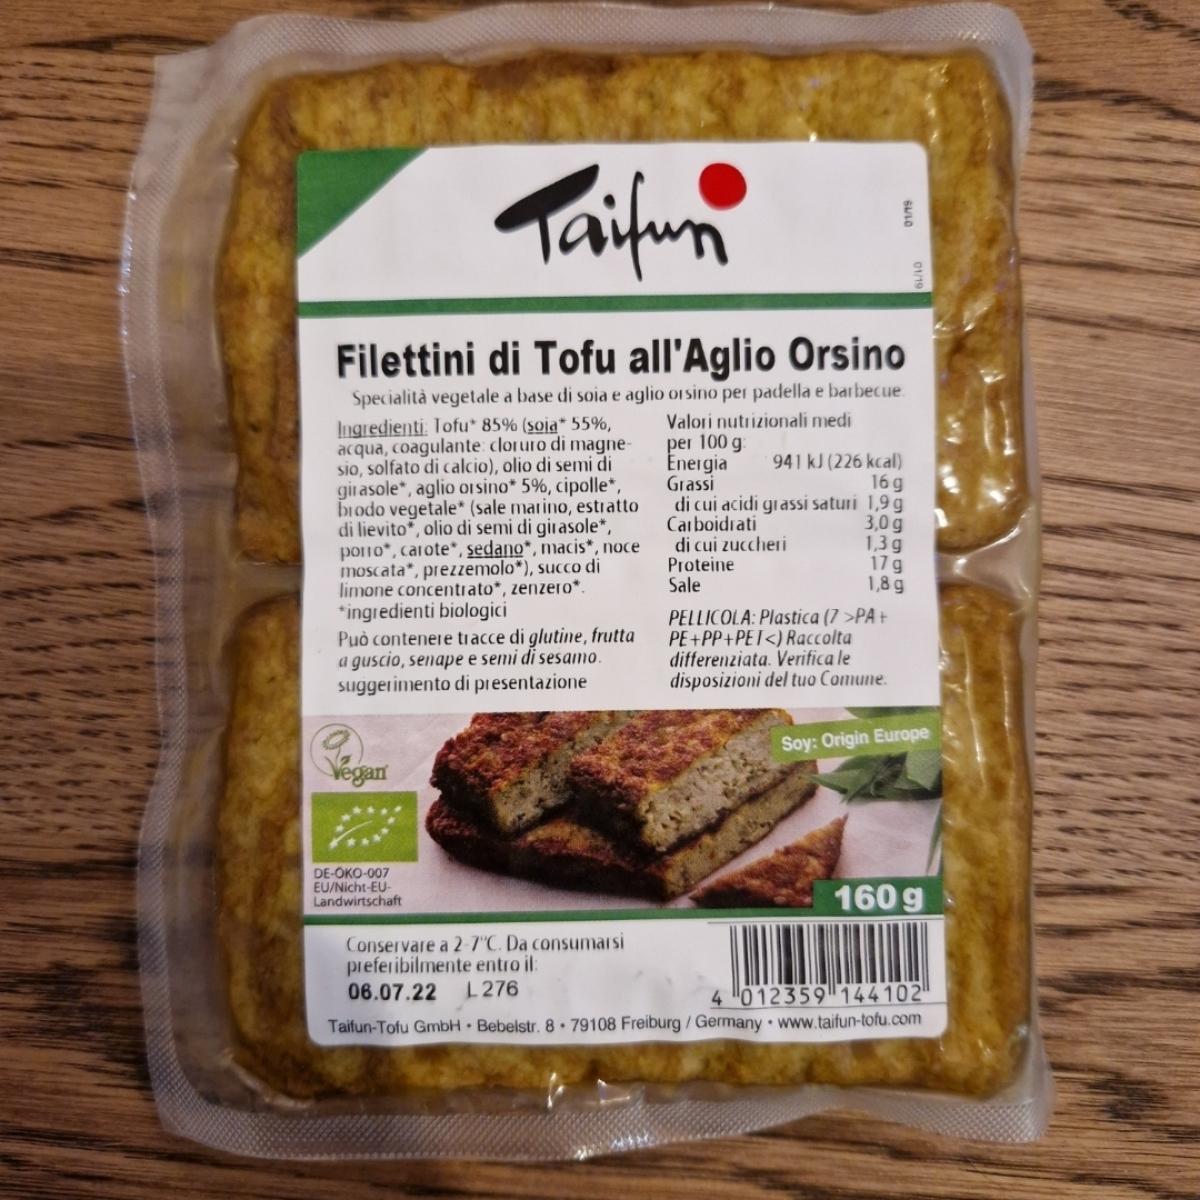 Taifun
01/19
01/19
Filettini di Tofu all'Aglio Orsino
Specialità vegetale a base di soia e aglio orsino per padella e barbecue.
Ingredienti: Tofu* 85% (soia* 55%,
acqua, coagulante: cloruro di magne-
sio, solfato di calcio), olio di semi di
girasole*, aglio orsino* 5%, cipolle*,
brodo vegetale* (sale marino, estratto
di lievito*, olio di semi di girasole*,
porro*, carote*, sedano*, macis*, noce
moscata*, prezzemolo*), succo di
limone concentrato*, zenzero*.
*ingredienti biologici
Può contenere tracce di glutine, frutta
a guscio, senape e semi di sesamo.
suggerimento di presentazione
Valori nutrizionali medi
per 100 g:
Energia 941 kJ (226 kcal)
Grassi 16 g
di cui acidi grassi saturi 1,9 g
Carboidrati 3,0 g
di cui zuccheri 1,3 g
Proteine 17 g
Sale 1,8 g
PELLICOLA: Plastica (7 >PA+
PE+PP+PET<) Raccolta
differenziata. Verifica le
disposizioni del tuo Comune.
Vegan
Soy: Origin Europe
DE-ÖKO-007
EU/Nicht-EU-
Landwirtschaft
160 g
Conservare a 2-7°C. Da consumarsi
preferibilmente entro il:
06.07.22 L 276
4 012359 144102
Taifun-Tofu GmbH • Bebelstr. 8 • 79108 Freiburg / Germany • www.taifun-tofu.com